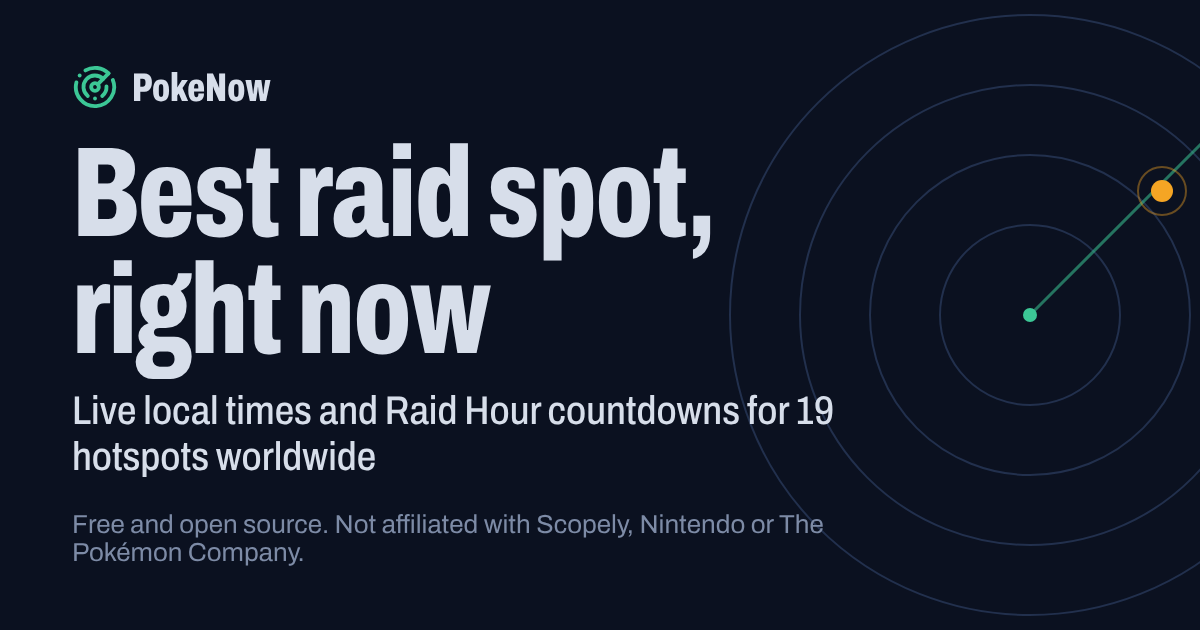 PokeNow
Best raid spot,
right now
Live local times and Raid Hour countdowns for 19
hotspots worldwide
Free and open source. Not affiliated with Scopely, Nintendo or The
Pokémon Company.